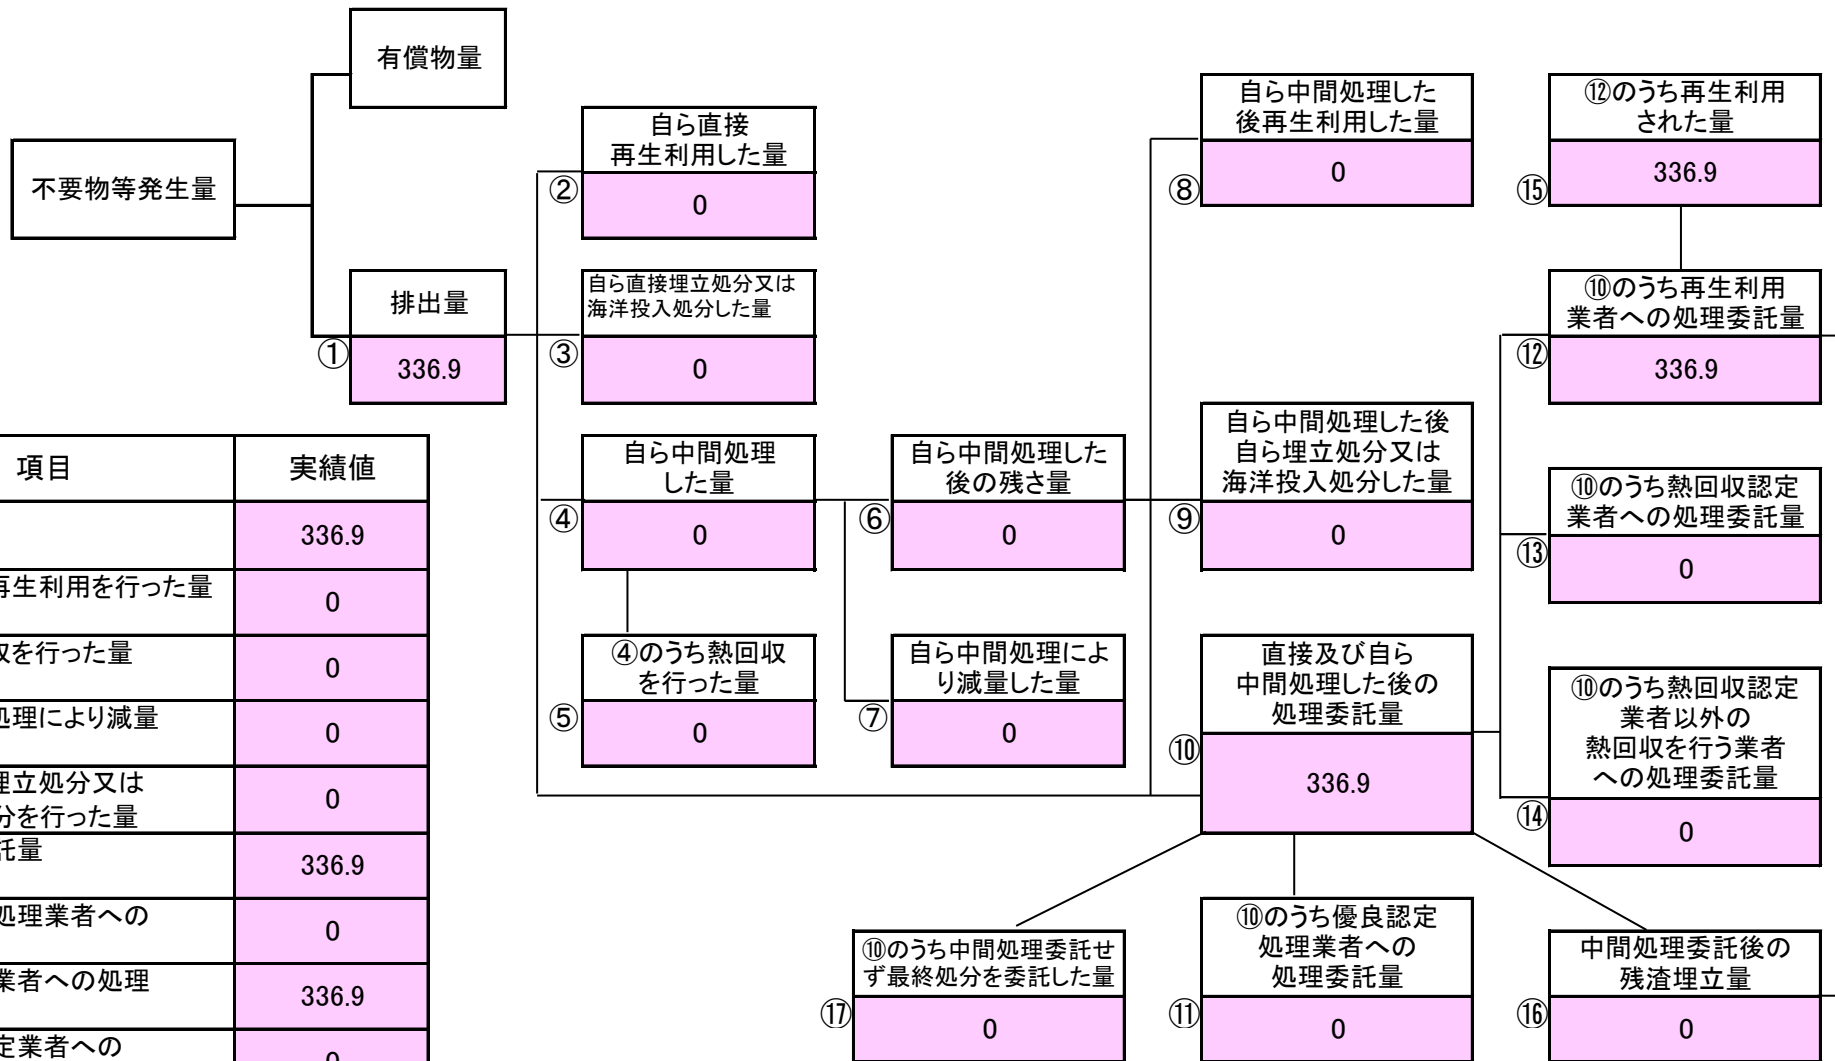 有償物量
不要物等発生量
排出量
①
336.9
自ら直接
再生利用した量
②
0
自ら直接埋立処分又は
海洋投入処分した量
③
0
自ら中間処理
した量
④
0
④のうち熱回収
を行った量
⑤
0
自ら中間処理した
後の残さ量
⑥
0
自ら中間処理によ
り減量した量
⑦
0
自ら中間処理した
後再生利用した量
⑧
0
自ら中間処理した後
自ら埋立処分又は
海洋投入処分した量
⑨
0
直接及び自ら
中間処理した後の
処理委託量
⑩
336.9
⑫のうち再生利用
された量
⑮
336.9
⑩のうち再生利用
業者への処理委託量
⑫
336.9
⑩のうち熱回収認定
業者への処理委託量
⑬
0
⑩のうち熱回収認定
業者以外の
熱回収を行う業者
への処理委託量
⑭
0
⑩のうち中間処理委託せ
ず最終処分を委託した量
⑰
0
⑩のうち優良認定
処理業者への
処理委託量
⑪
0
中間処理委託後の
残渣埋立量
⑯
0
項目 実績値
336.9
再生利用を行った量 0
を行った量 0
処理により減量 0
埋立処分又は
分を行った量 0
託量 336.9
処理業者への 0
業者への処理 336.9
定業者への 0